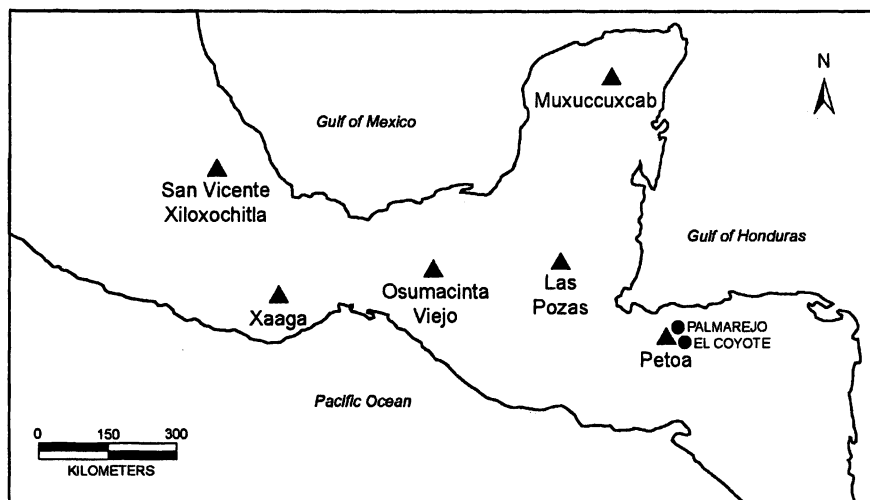 N
Muxuccuxcab
Gulf of Mexico
San Vicente
Xiloxochitla
Gulf of Honduras
Osumacinta
Viejo
Las
Pozas
Xaaga
PALMAREJO
EL COYOTE
Petoa
Pacific Ocean
0 150 300
KILOMETERS